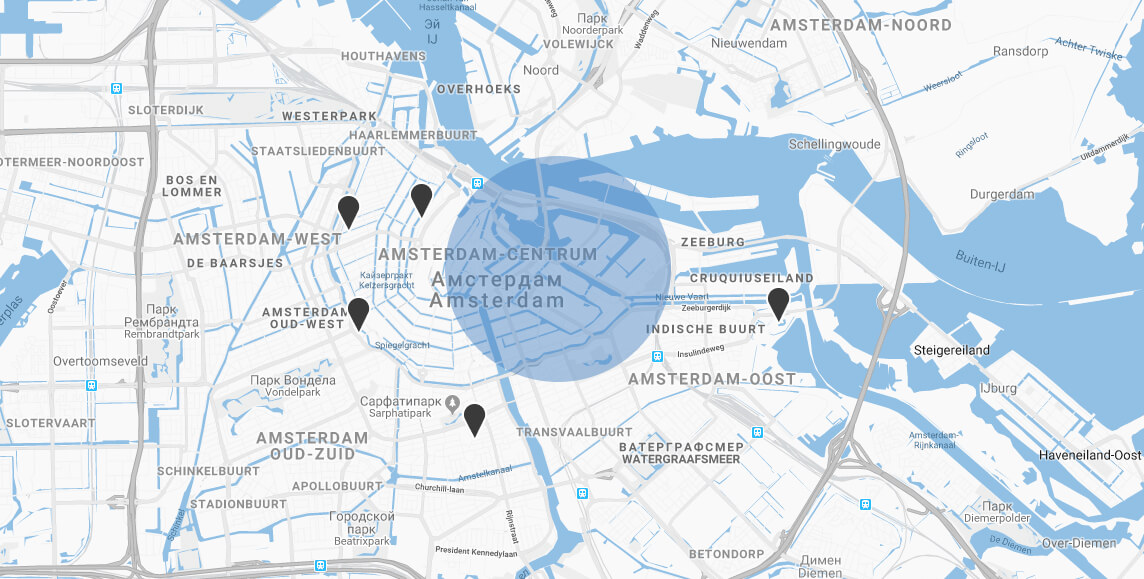 Hasselkanaal
Эй
IJ
Парк
Noorderpark
VOLEWIJCK
Waddenweg
Nieuwendam
AMSTERDAM-NOORD
Ransdorp
Achter Twiske
HOUTHAVENS
Noord
OVERHOEKS
Weersloot
SLOTERDIJK
WESTERPARK
HAARLEMMERBUURT
STAATSLIEDENBUURT
Schellingwoude
Ringsloot
Uitdammerdijk
OTERMEER-NOORDOOST
BOS EN
LOMMER
Durgerdam
AMSTERDAM-WEST
DE BAARSJES
AMSTERDAM-CENTRUM
ZEEBURG
Buiten-IJ
Кайзерграхт
Keizersgracht
Амстердам
Amsterdam
CRUQUIUSEILAND
Oostoever
erplas
Nieuwe Vaart
Zeeburgerdijk
Парк
Рембрандта
Rembrandtpark
AMSTERDAM
OUD-WEST
INDISCHE BUURT
Spiegelgracht
Insulindeweg
Steigereiland
Overtoomseveld
Парк Вондела
Vondelpark
AMSTERDAM-OOST
IJburg
Сарфатипарк
Sarphatipark
SLOTERVAART
AMSTERDAM
OUD-ZUID
TRANSVAALBUURT
ВАТЕРГРАФСМЕР
WATERGRAAFSMEER
Amsterdam-
Rijnkanaal
Haveneiland-Oost
SCHINKELBUURT
Amstelkanaal
APOLLOBUURT
Churchill-laan
STADIONBUURT
Schinkel
Городской
парк
Beatrixpark
Rijnstraat
Парк
Diemerpolder
President Kennedylaan
BETONDORP
De Diemen
Over-Diemen
Димен
Diemen